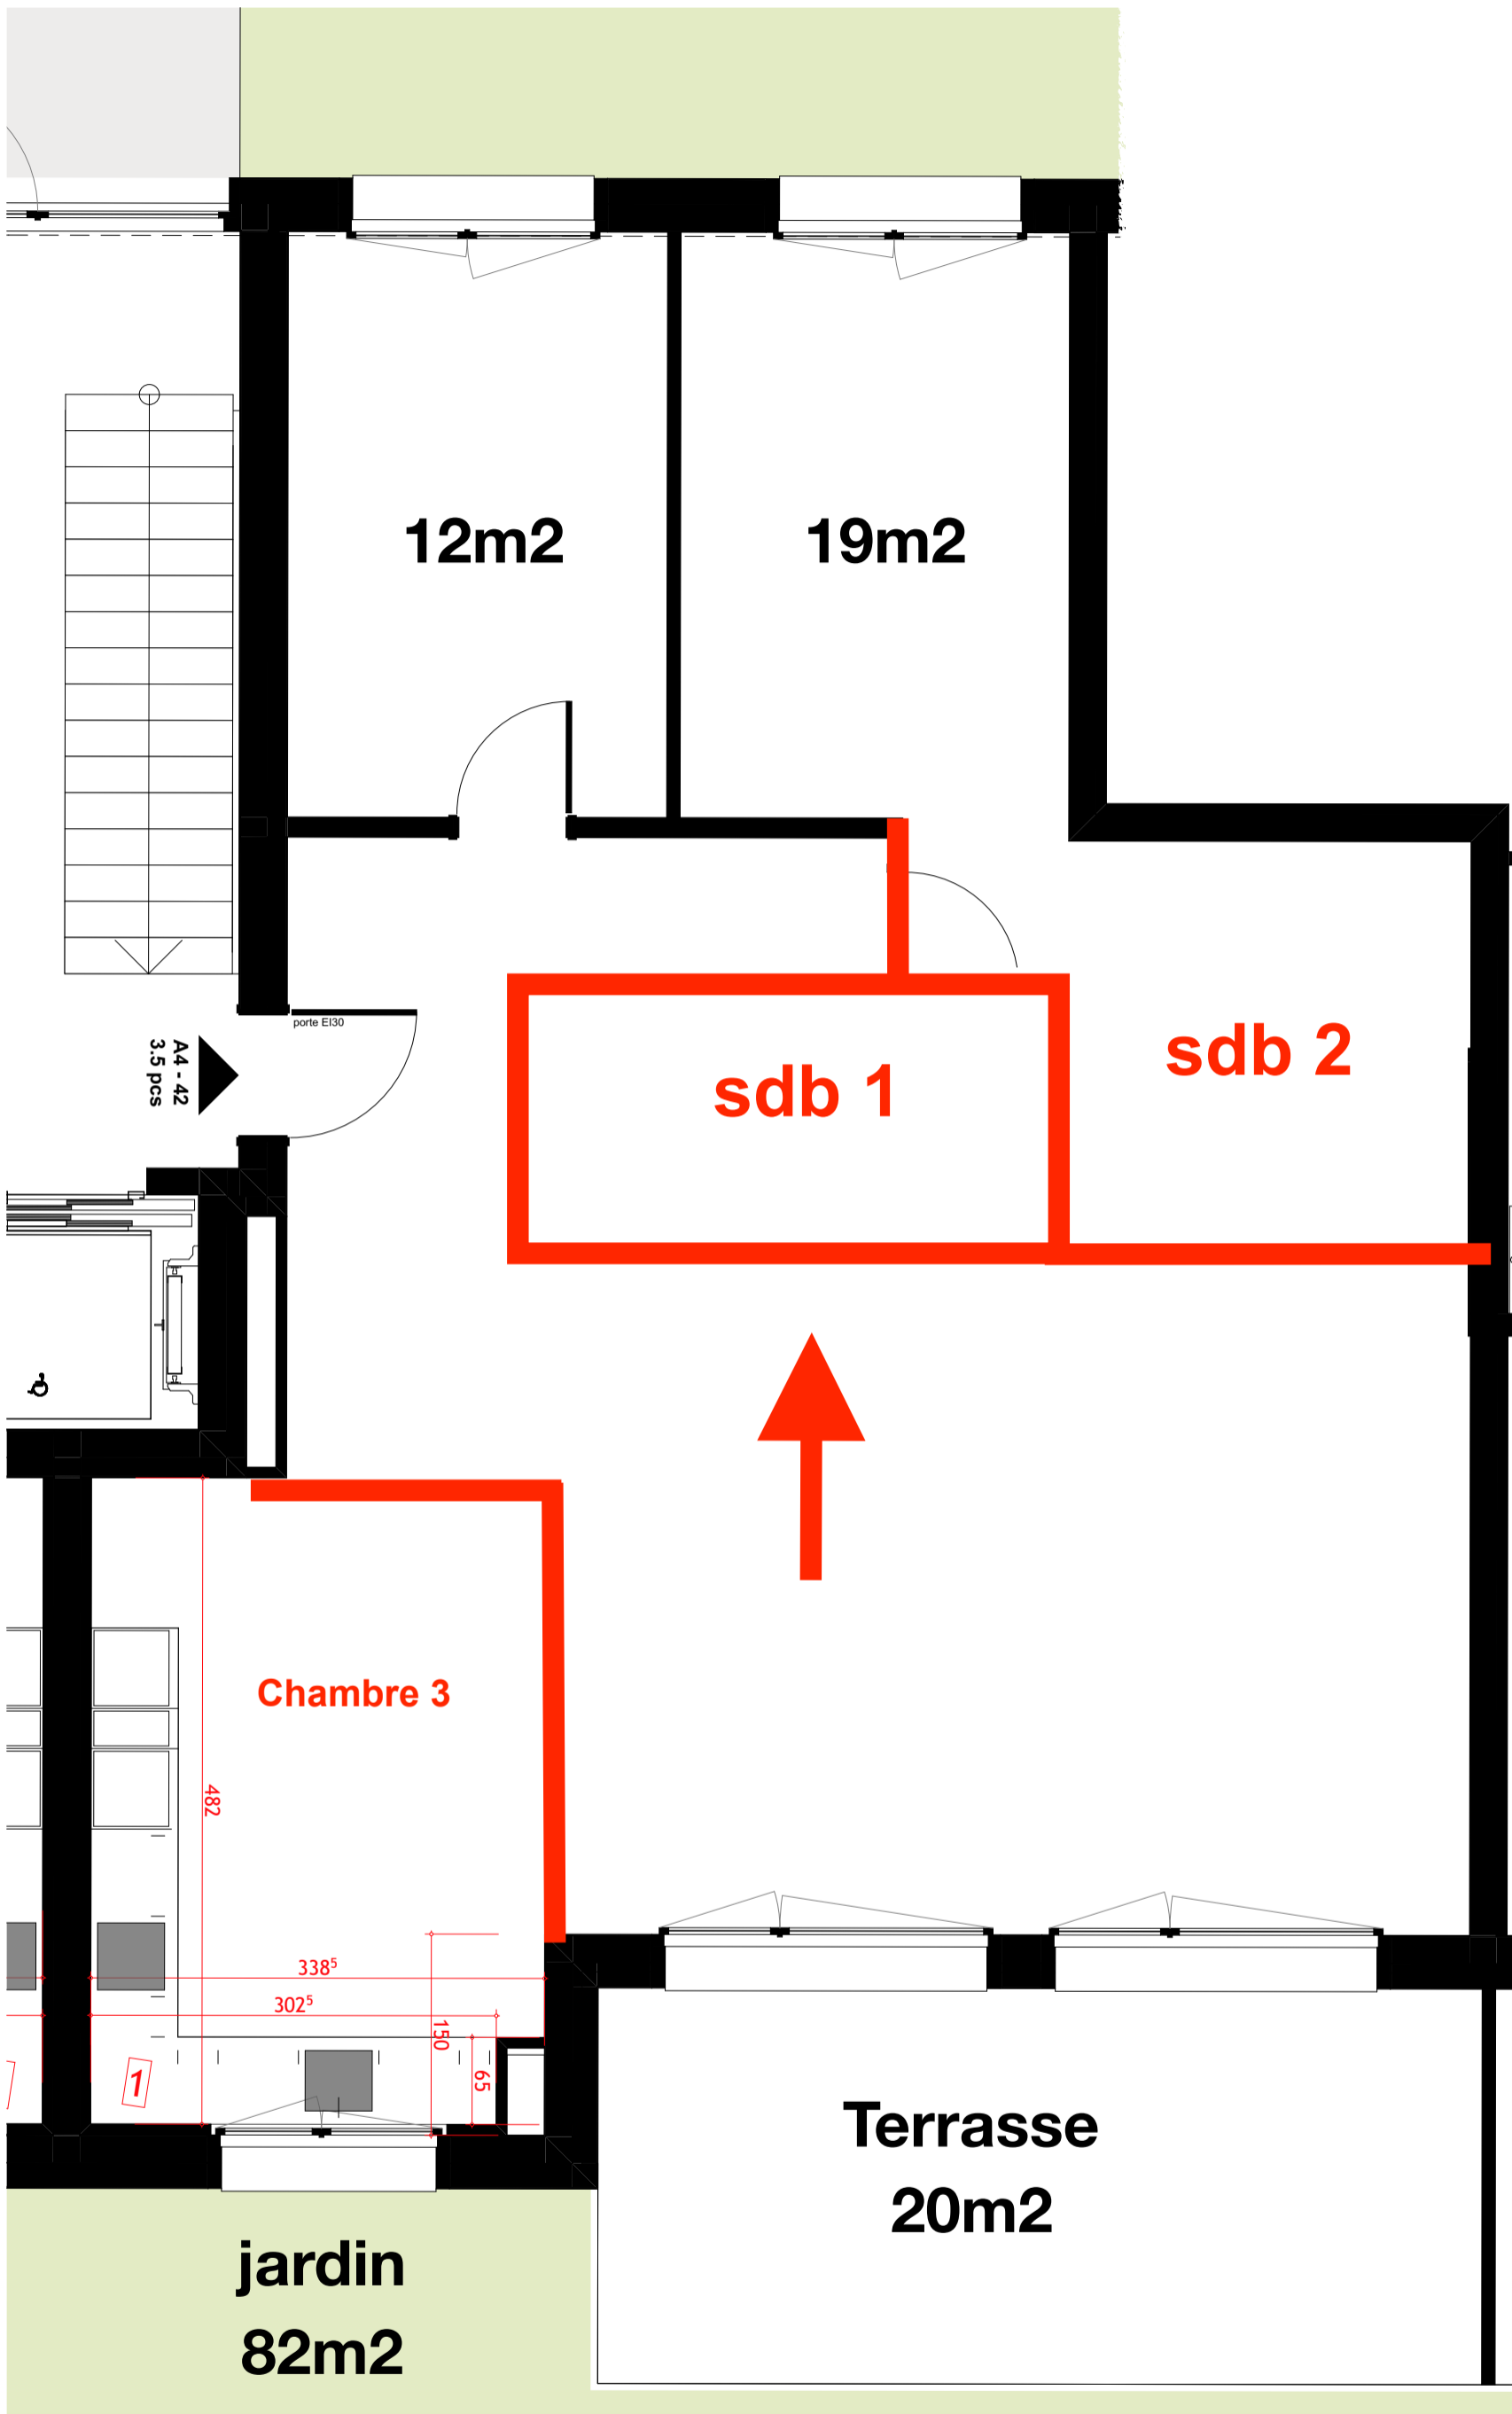 12m2
19m2
porte EI30
A4 - 42
3.5 pcs
sdb 1
sdb 2
Chambre 3
482
338⁵
302⁵
150
65
1
Terrasse
20m2
jardin
82m2